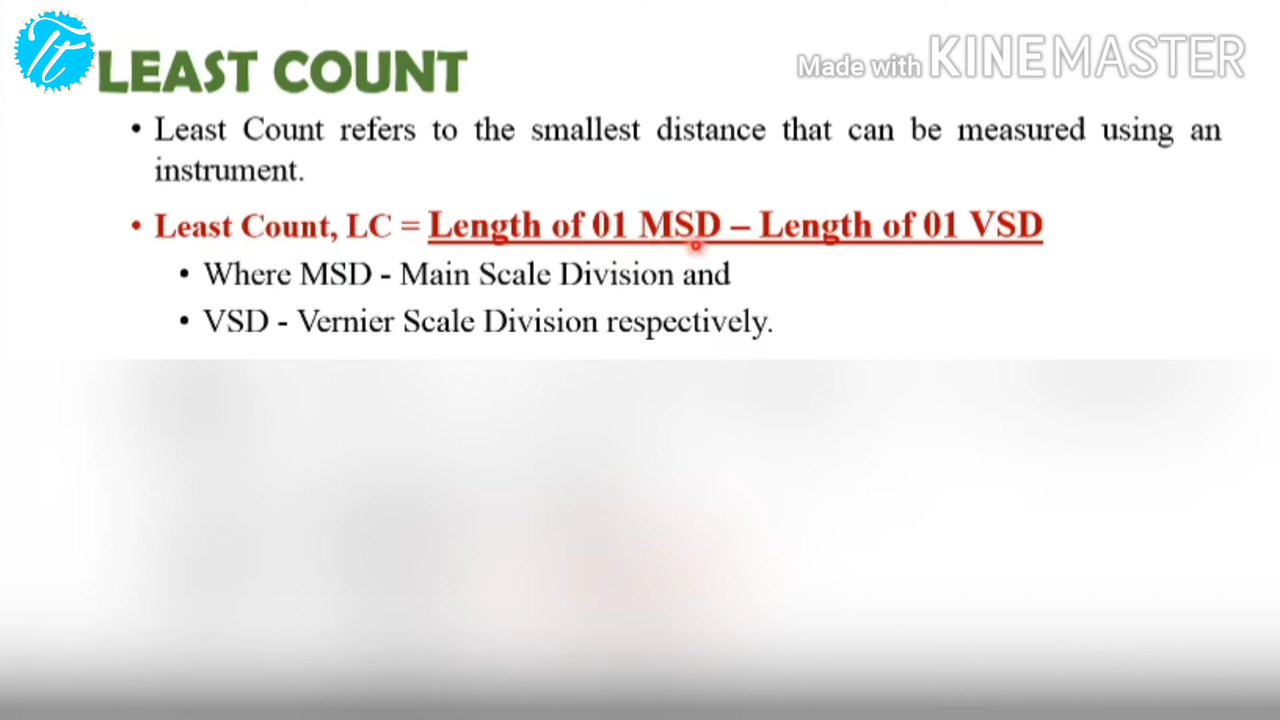 Tt
LEAST COUNT
Made with KINEMASTER
• Least Count refers to the smallest distance that can be measured using an
instrument.
• Least Count, LC = Length of 01 MSD – Length of 01 VSD
• Where MSD - Main Scale Division and
• VSD - Vernier Scale Division respectively.